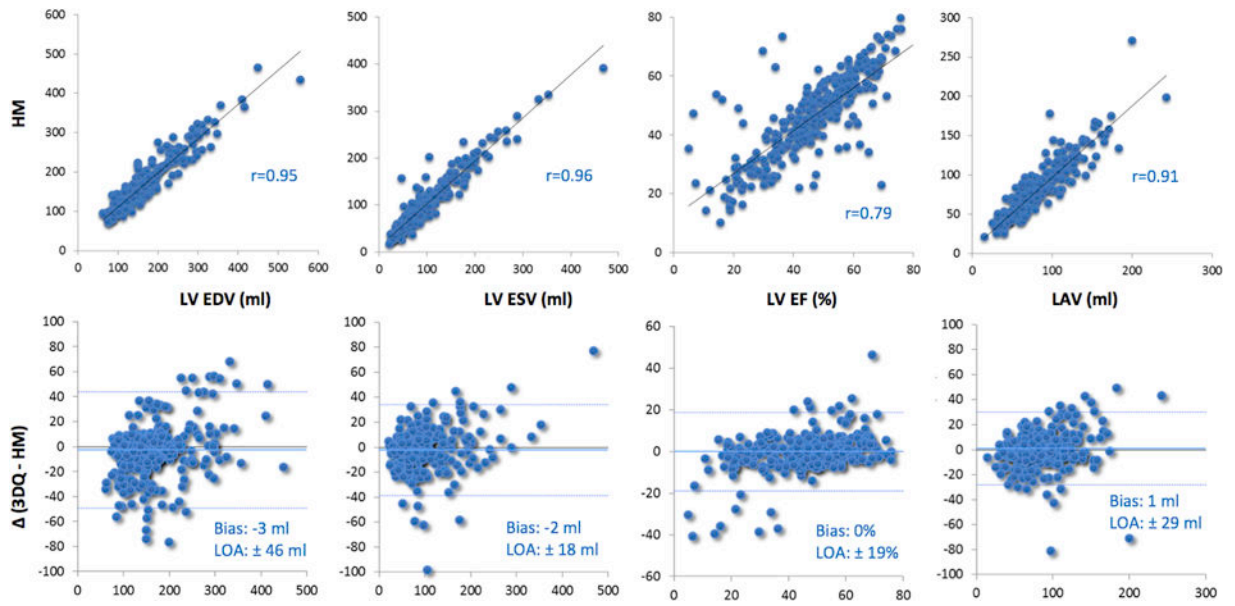 HM
600
500
400
300
200
100
0
0 100 200 300 400 500 600
r=0.95
LV EDV (ml)
500
400
300
200
100
0
0 100 200 300 400 500
r=0.96
LV ESV (ml)
80
60
40
20
0
0 20 40 60 80
r=0.79
LV EF (%)
300
250
200
150
100
50
0
0 100 200 300
r=0.91
LAV (ml)
Δ (3DQ - HM)
100
80
60
40
20
0
-20
-40
-60
-80
-100
0 100 200 300 400 500
Bias: -3 ml
LOA: ± 46 ml
100
80
60
40
20
0
-20
-40
-60
-80
-100
0 100 200 300 400 500
Bias: -2 ml
LOA: ± 18 ml
60
40
20
0
-20
-40
-60
0 20 40 60 80
Bias: 0%
LOA: ± 19%
100
80
60
40
20
0
-20
-40
-60
-80
-100
0 100 200 300
Bias: 1 ml
LOA: ± 29 ml